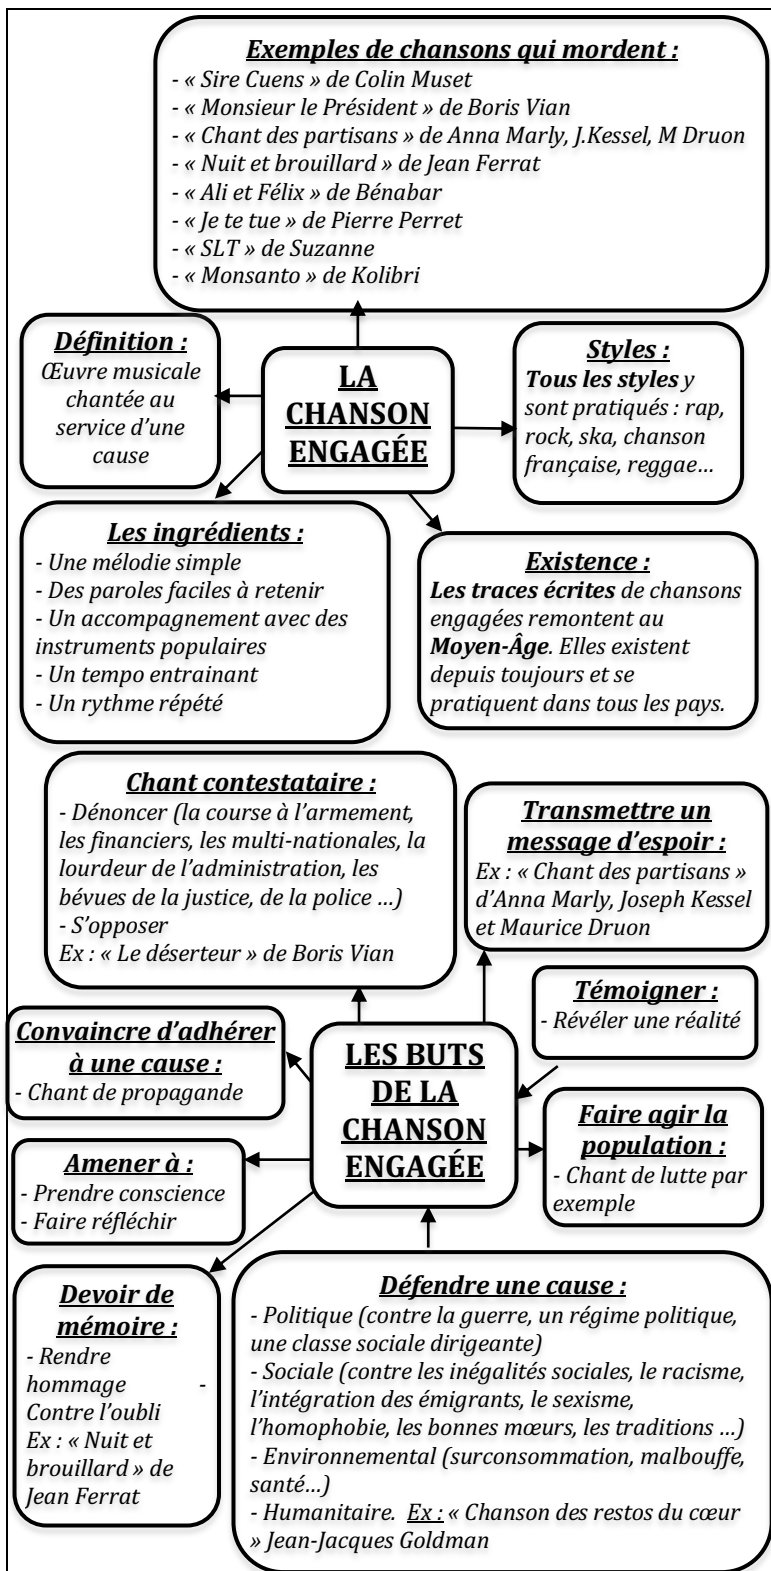 Exemples de chansons qui mordent :
- « Sire Cuens » de Colin Muset
- « Monsieur le Président » de Boris Vian
- « Chant des partisans » de Anna Marly, J.Kessel, M Druon
- « Nuit et brouillard » de Jean Ferrat
- « Ali et Félix » de Bénabar
- « Je te tue » de Pierre Perret
- « SLT » de Suzanne
- « Monsanto » de Kolibri
Définition :
Œuvre musicale
chantée au
service d'une
cause
LA
CHANSON
ENGAGÉE
Styles :
Tous les styles y
sont pratiqués : rap,
rock, ska, chanson
française, reggae…
Les ingrédients :
- Une mélodie simple
- Des paroles faciles à retenir
- Un accompagnement avec des
instruments populaires
- Un tempo entrainant
- Un rythme répété
Existence :
Les traces écrites de chansons
engagées remontent au
Moyen-Âge. Elles existent
depuis toujours et se
pratiquent dans tous les pays.
Chant contestataire :
- Dénoncer (la course à l'armement,
les financiers, les multi-nationales, la
lourdeur de l'administration, les
bévues de la justice, de la police …)
- S'opposer
Ex : « Le déserteur » de Boris Vian
Transmettre un
message d'espoir :
Ex : « Chant des partisans »
d'Anna Marly, Joseph Kessel
et Maurice Druon
Témoigner :
- Révéler une réalité
Convaincre d'adhérer
à une cause :
- Chant de propagande
LES BUTS
DE LA
CHANSON
ENGAGÉE
Faire agir la
population :
- Chant de lutte par
exemple
Amener à :
- Prendre conscience
- Faire réfléchir
Devoir de
mémoire :
- Rendre
hommage -
Contre l'oubli
Ex : « Nuit et
brouillard » de
Jean Ferrat
Défendre une cause :
- Politique (contre la guerre, un régime politique,
une classe sociale dirigeante)
- Sociale (contre les inégalités sociales, le racisme,
l'intégration des émigrants, le sexisme,
l'homophobie, les bonnes mœurs, les traditions …)
- Environnemental (surconsommation, malbouffe,
santé…)
- Humanitaire. Ex : « Chanson des restos du cœur
» Jean-Jacques Goldman